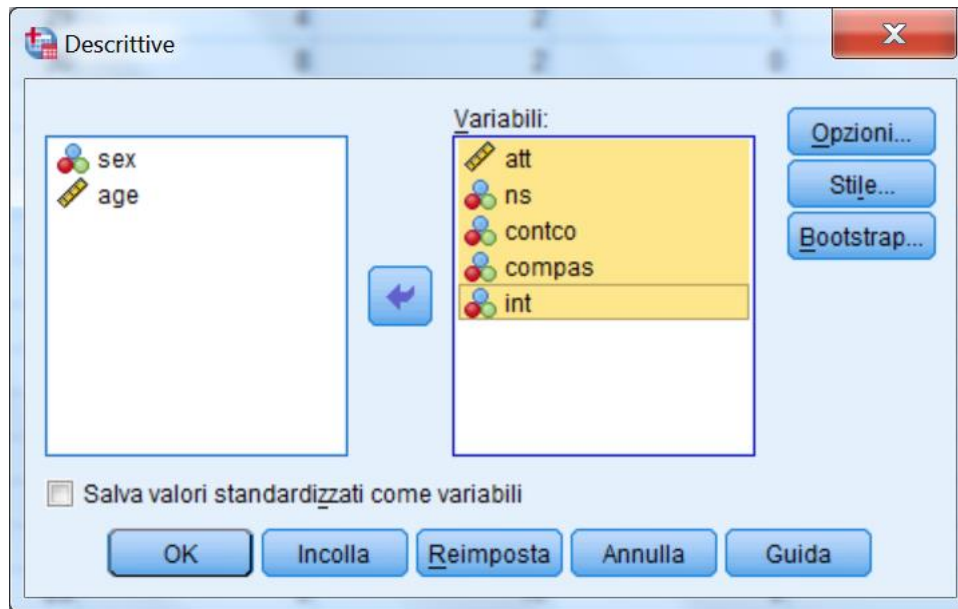 Descrittive
sex
age
Variabili:
att
ns
contco
compas
int
Opzioni...
Stile...
Bootstrap...
Salva valori standardizzati come variabili
OK
Incolla
Reimposta
Annulla
Guida